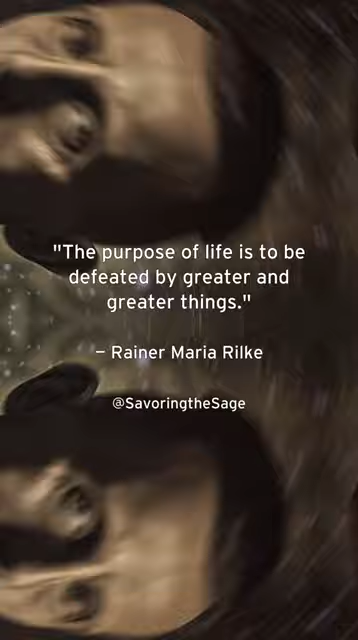 "The purpose of life is to be
defeated by greater and
greater things."
– Rainer Maria Rilke
@SavoringtheSage